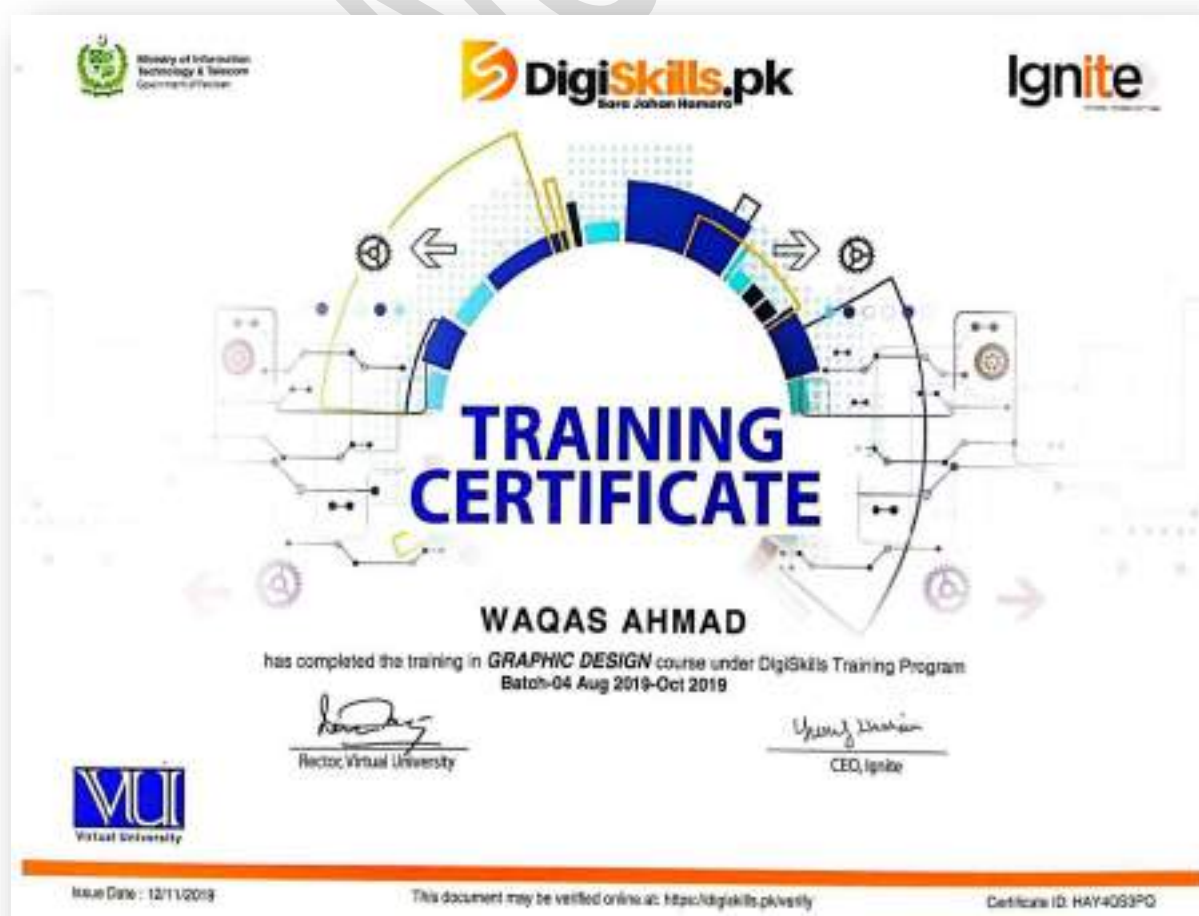 Ministry of Information
Technology & Telecom
Government of Pakistan
DigiSkills.pk
Sara Jahan Hamara
Ignite
TRAINING
CERTIFICATE
WAQAS AHMAD
has completed the training in GRAPHIC DESIGN course under DigiSkills Training Program
Batch-04 Aug 2019-Oct 2019
Rector, Virtual University
CEO, Ignite
VU
Virtual University
Issue Date : 12/11/2019
This document may be verified online at: https://digiskills.pk/verify
Certificate ID: